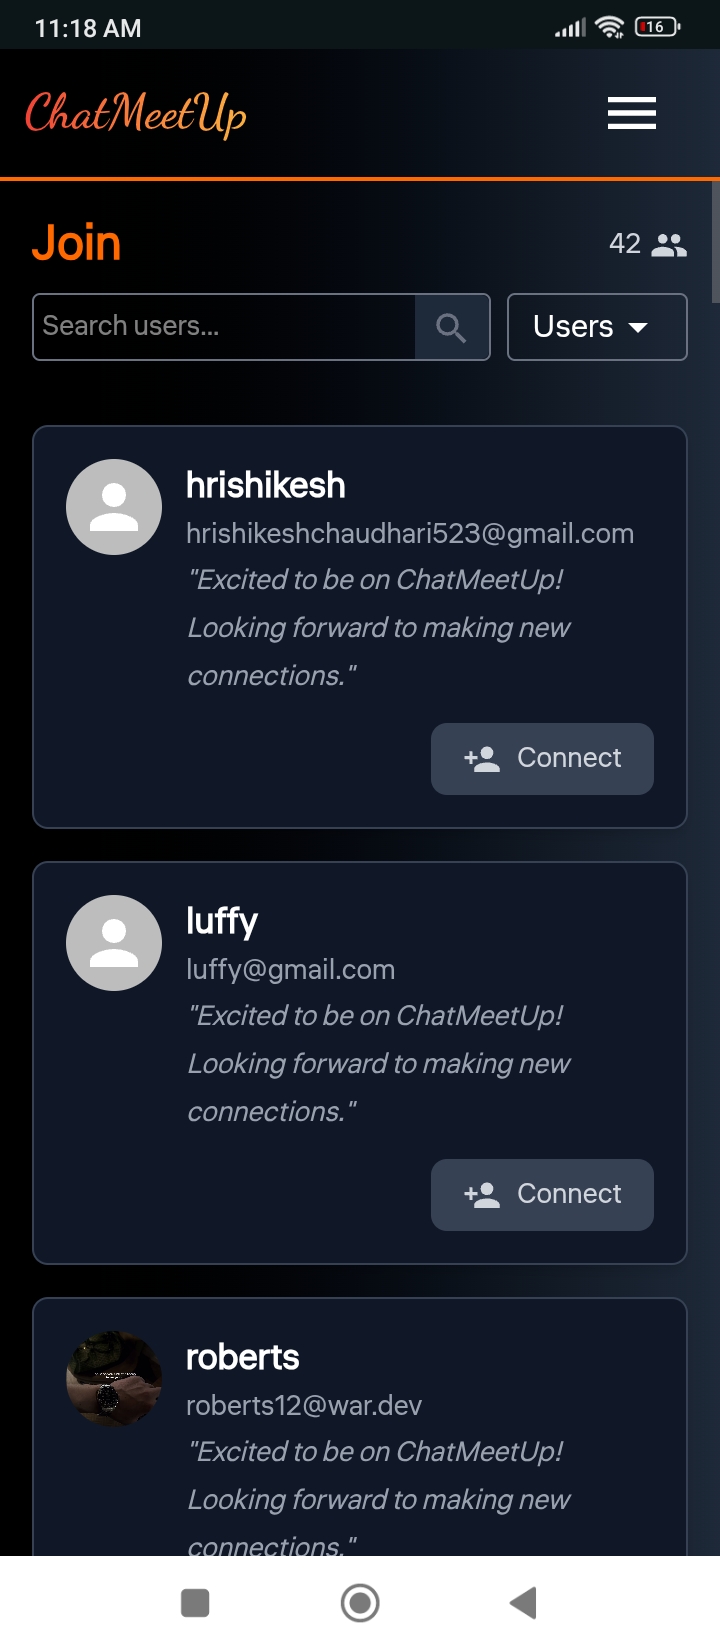 11:18 AM
16
ChatMeetUp
Join
42
Search users...
Users
hrishikesh
hrishikeshchaudhari523@gmail.com
"Excited to be on ChatMeetUp!
Looking forward to making new
connections."
Connect
luffy
luffy@gmail.com
"Excited to be on ChatMeetUp!
Looking forward to making new
connections."
Connect
roberts
roberts12@war.dev
"Excited to be on ChatMeetUp!
Looking forward to making new
connections."